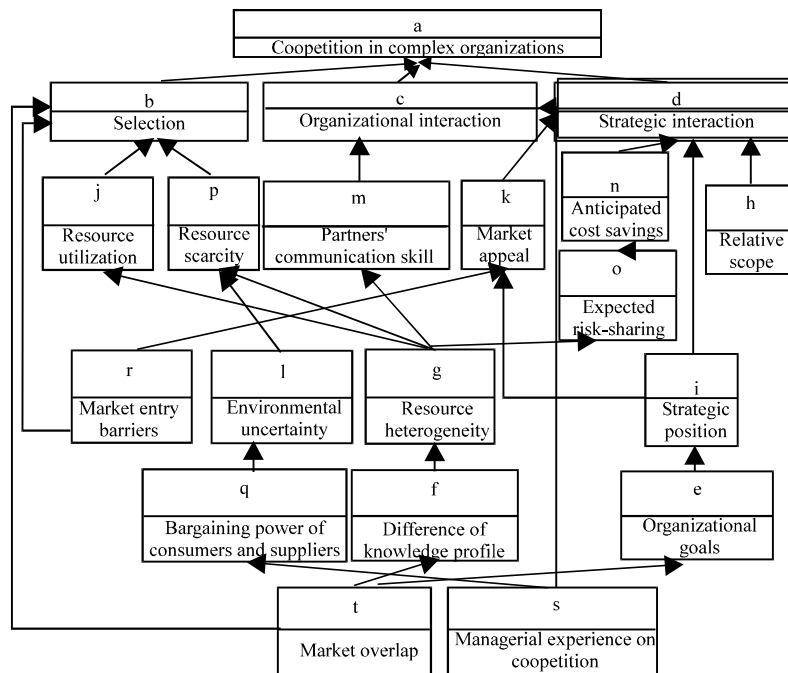 a
Coopetition in complex organizations
b
Selection
c
Organizational interaction
d
Strategic interaction
j
Resource
utilization
p
Resource
scarcity
m
Partners'
communication skill
k
Market
appeal
n
Anticipated
cost savings
h
Relative
scope
o
Expected
risk-sharing
r
Market entry
barriers
l
Environmental
uncertainty
g
Resource
heterogeneity
i
Strategic
position
q
Bargaining power of
consumers and suppliers
f
Difference of
knowledge profile
e
Organizational
goals
t
Market overlap
s
Managerial experience on
coopetition